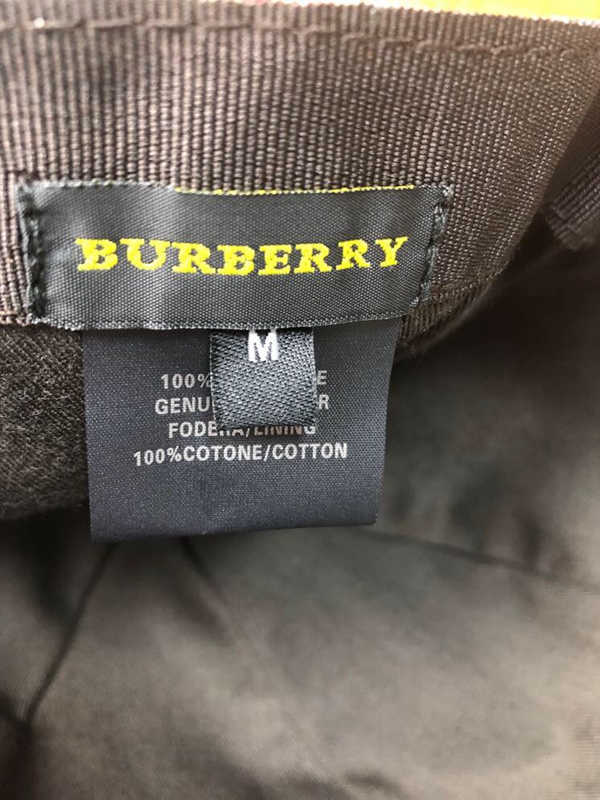 BURBERRY
M
100%
FODERA/LINING
100%COTONE/COTTON